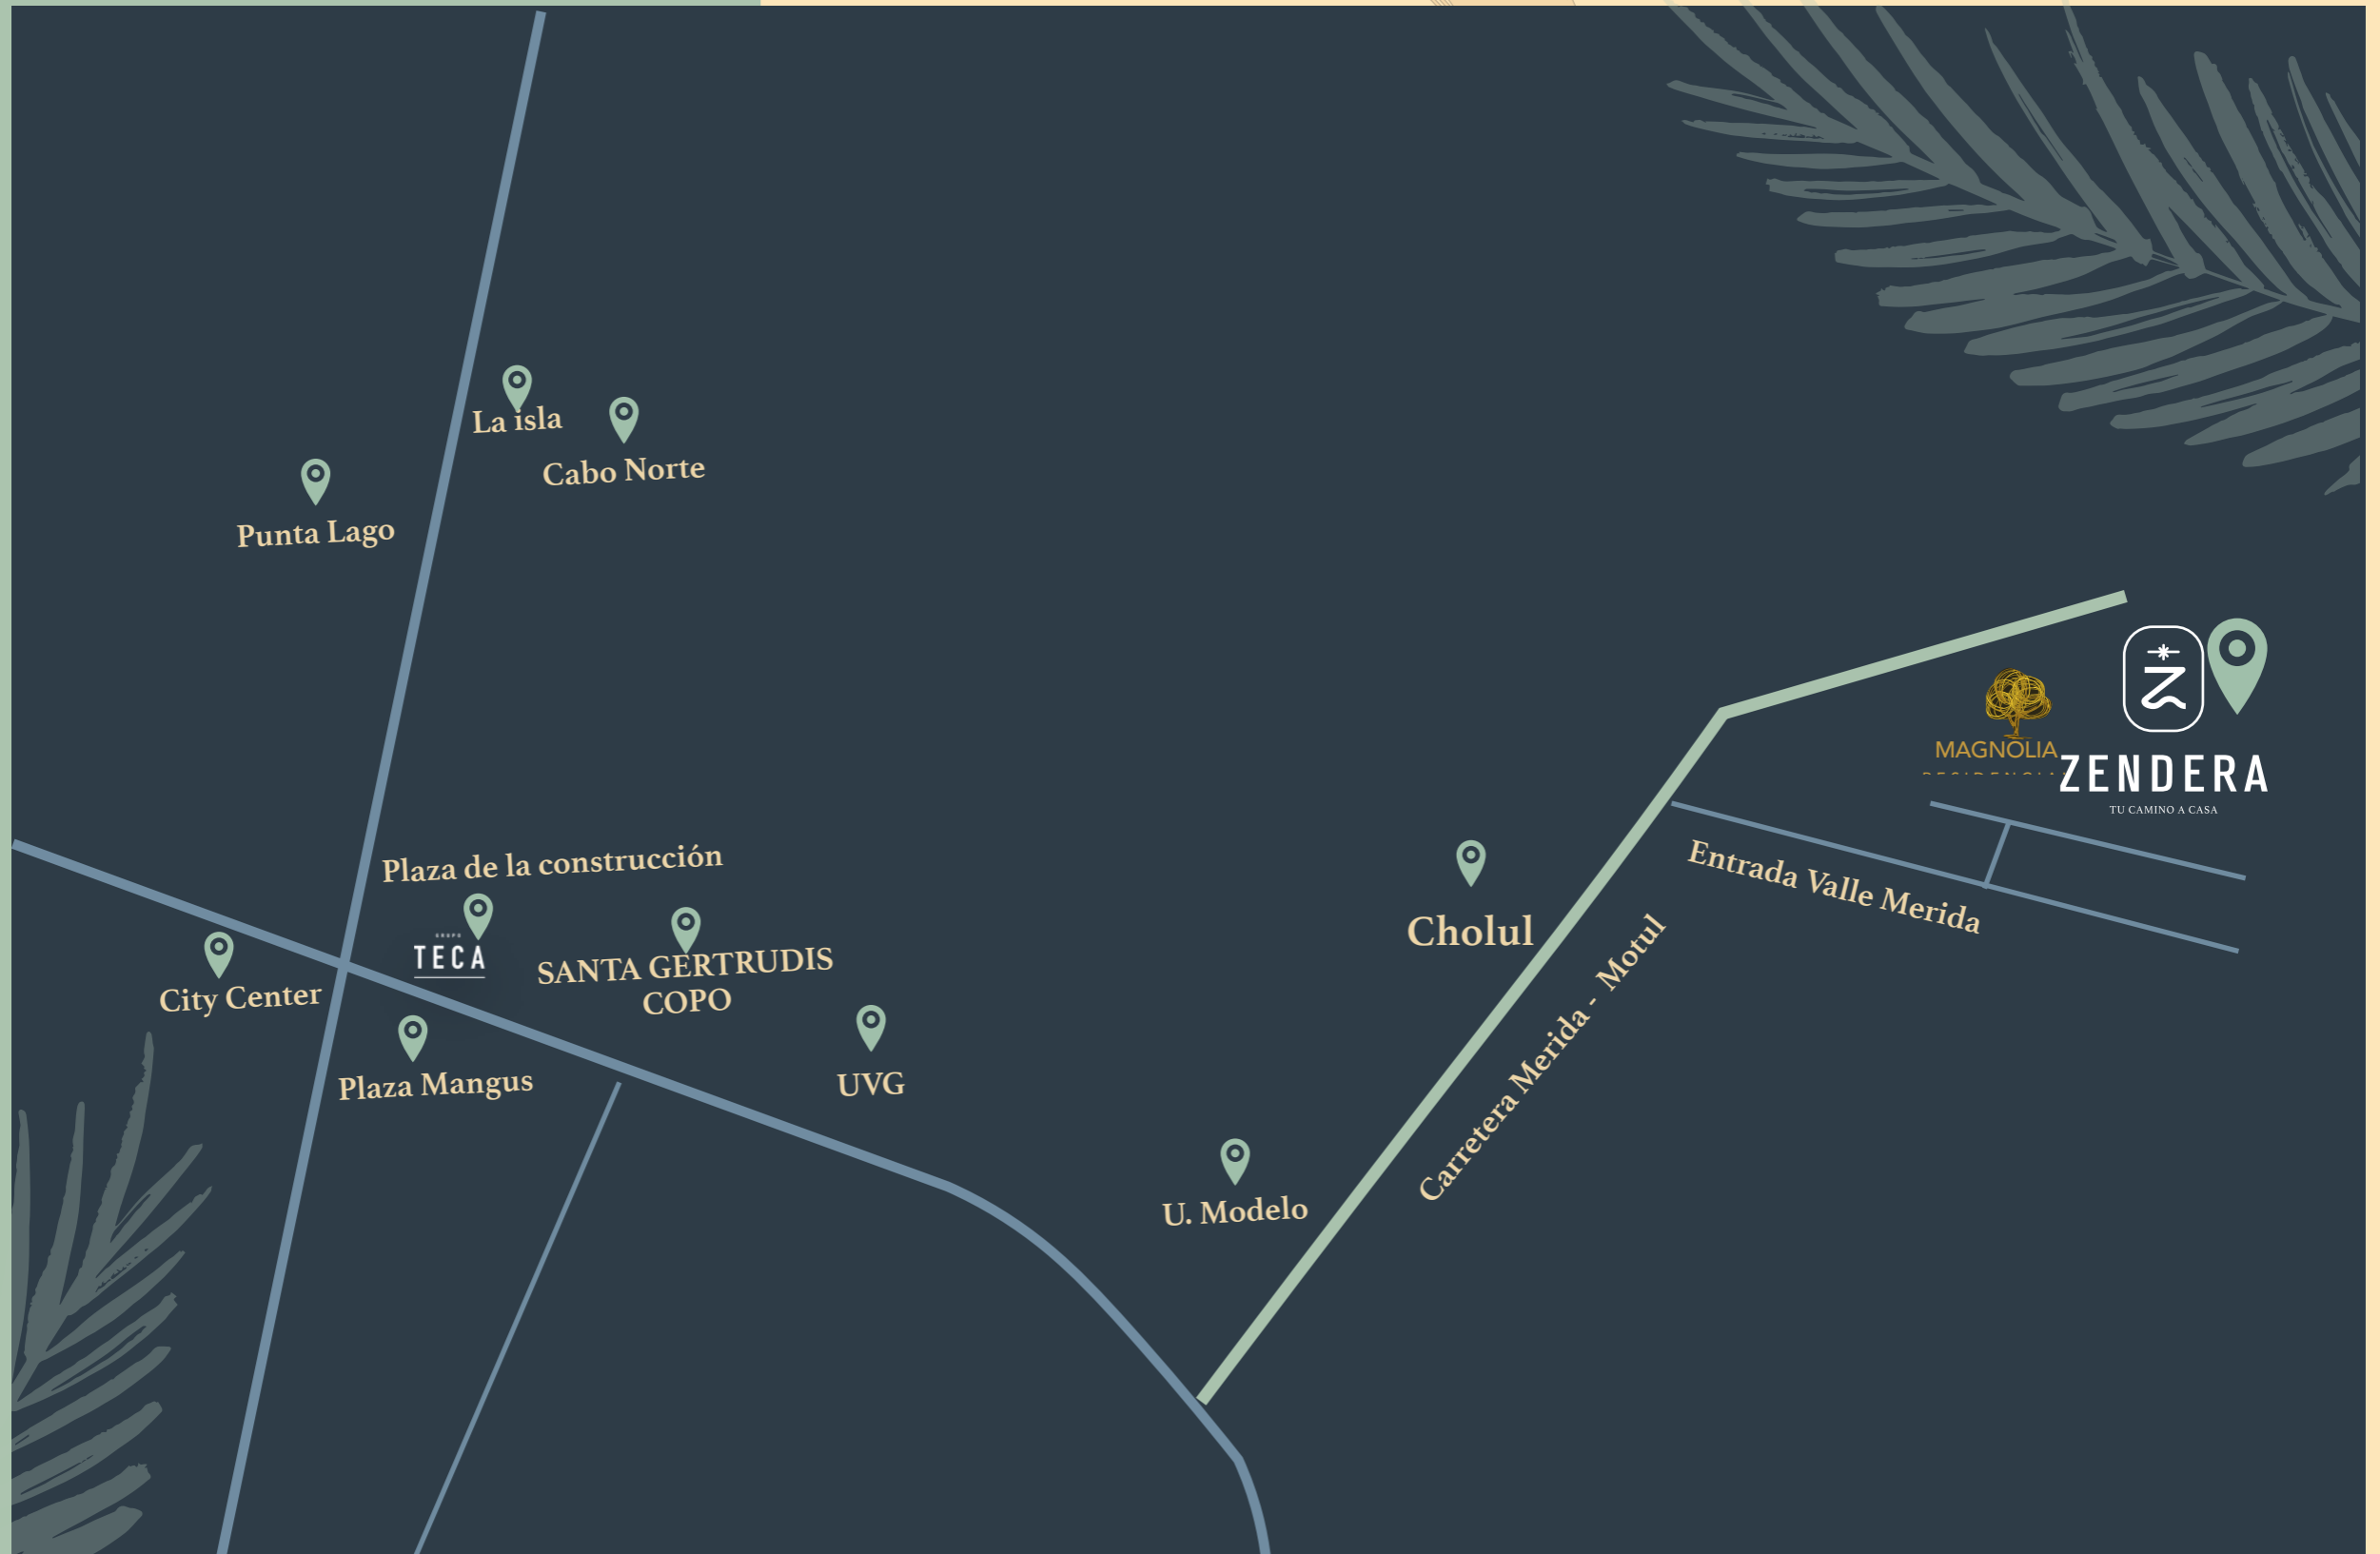 La isla
Cabo Norte
Punta Lago
MAGNOLIA
ZENDERA
TU CAMINO A CASA
Plaza de la construcción
GRUPO
TECA
SANTA GERTRUDIS
COPO
City Center
Plaza Mangus
UVG
Cholul
Entrada Valle Merida
Carretera Merida - Motul
U. Modelo